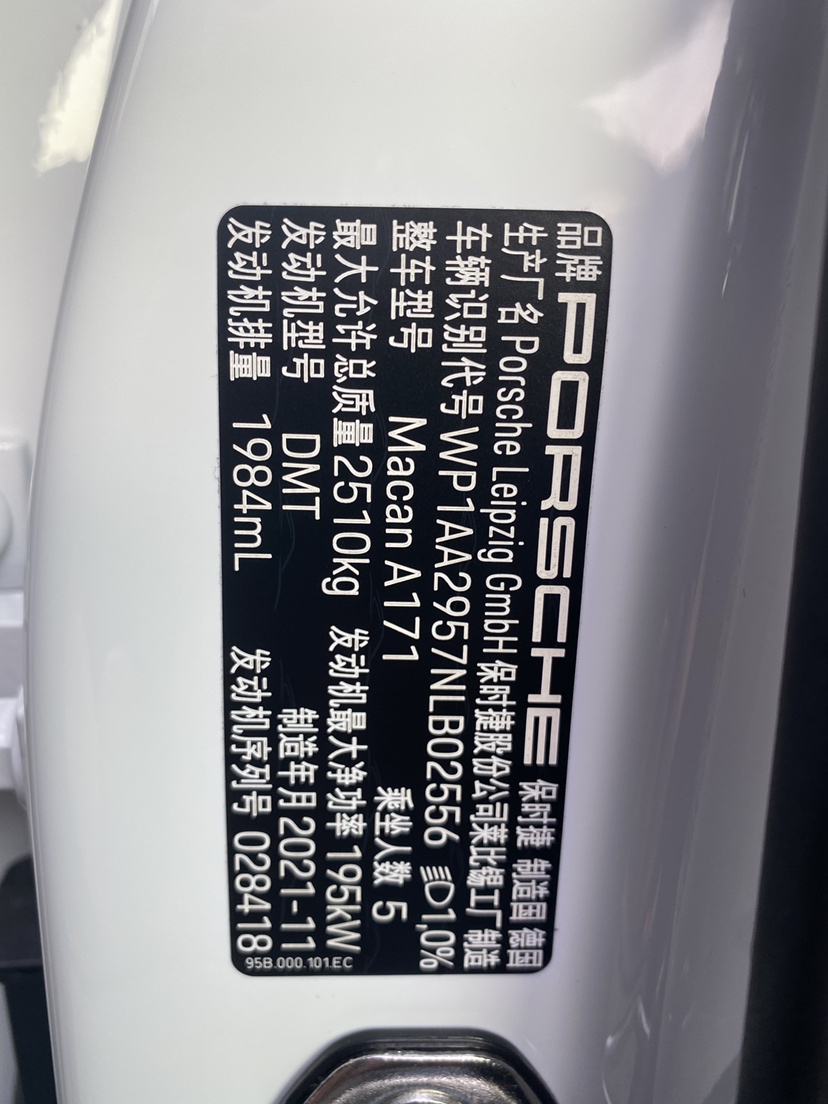 品牌 PORSCHE 保时捷 制造国 德国
生产厂名 Porsche Leipzig GmbH 保时捷股份公司莱比锡工厂 制造
车辆识别代号 WP1AA2957NLB02556 1,0%
整车型号 Macan A171 乘坐人数 5
最大允许总质量 2510kg 发动机最大净功率 195kW
发动机型号 DMT 制造年月 2021-11
发动机排量 1984mL 发动机序列号 028418
95B.000.101.EC